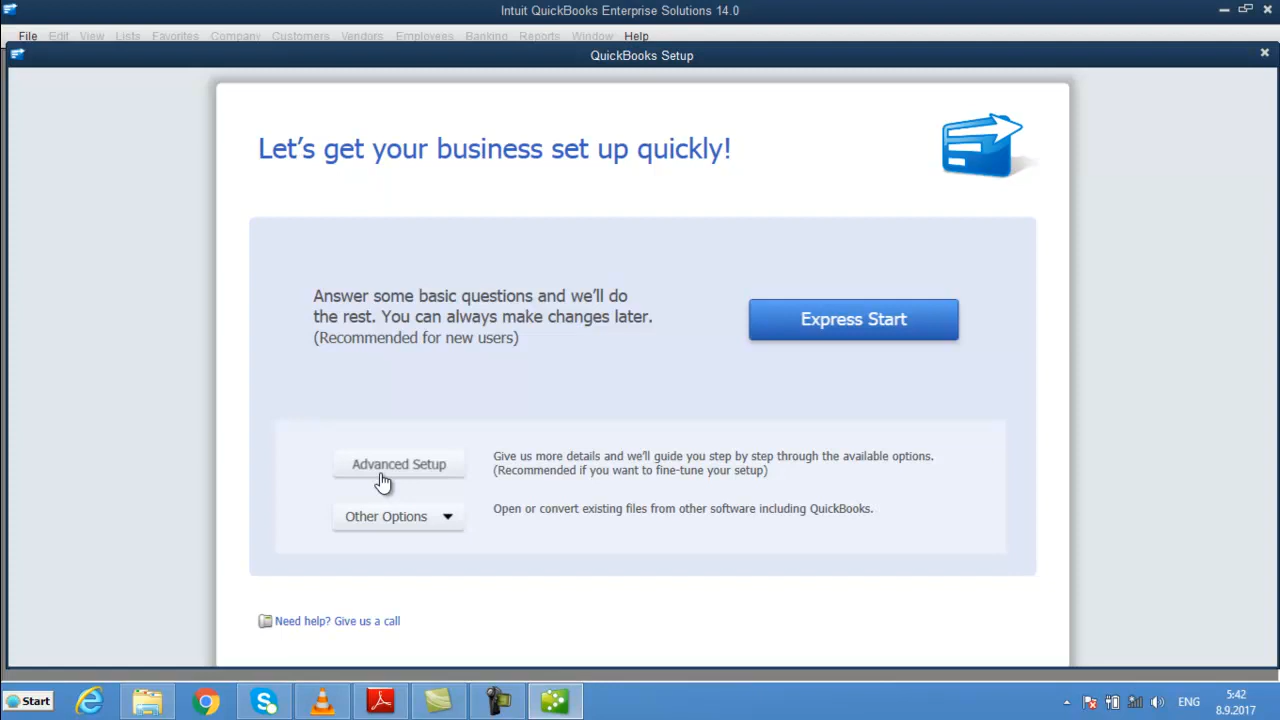 Intuit QuickBooks Enterprise Solutions 14.0
File Edit View Lists Favorites Company Customers Vendors Employees Banking Reports Window Help
QuickBooks Setup
Let's get your business set up quickly!
Answer some basic questions and we'll do
the rest. You can always make changes later.
(Recommended for new users)
Express Start
Advanced Setup
Give us more details and we'll guide you step by step through the available options.
(Recommended if you want to fine-tune your setup)
Other Options
Open or convert existing files from other software including QuickBooks.
Need help? Give us a call
Start
ENG
5:42
8.9.2017